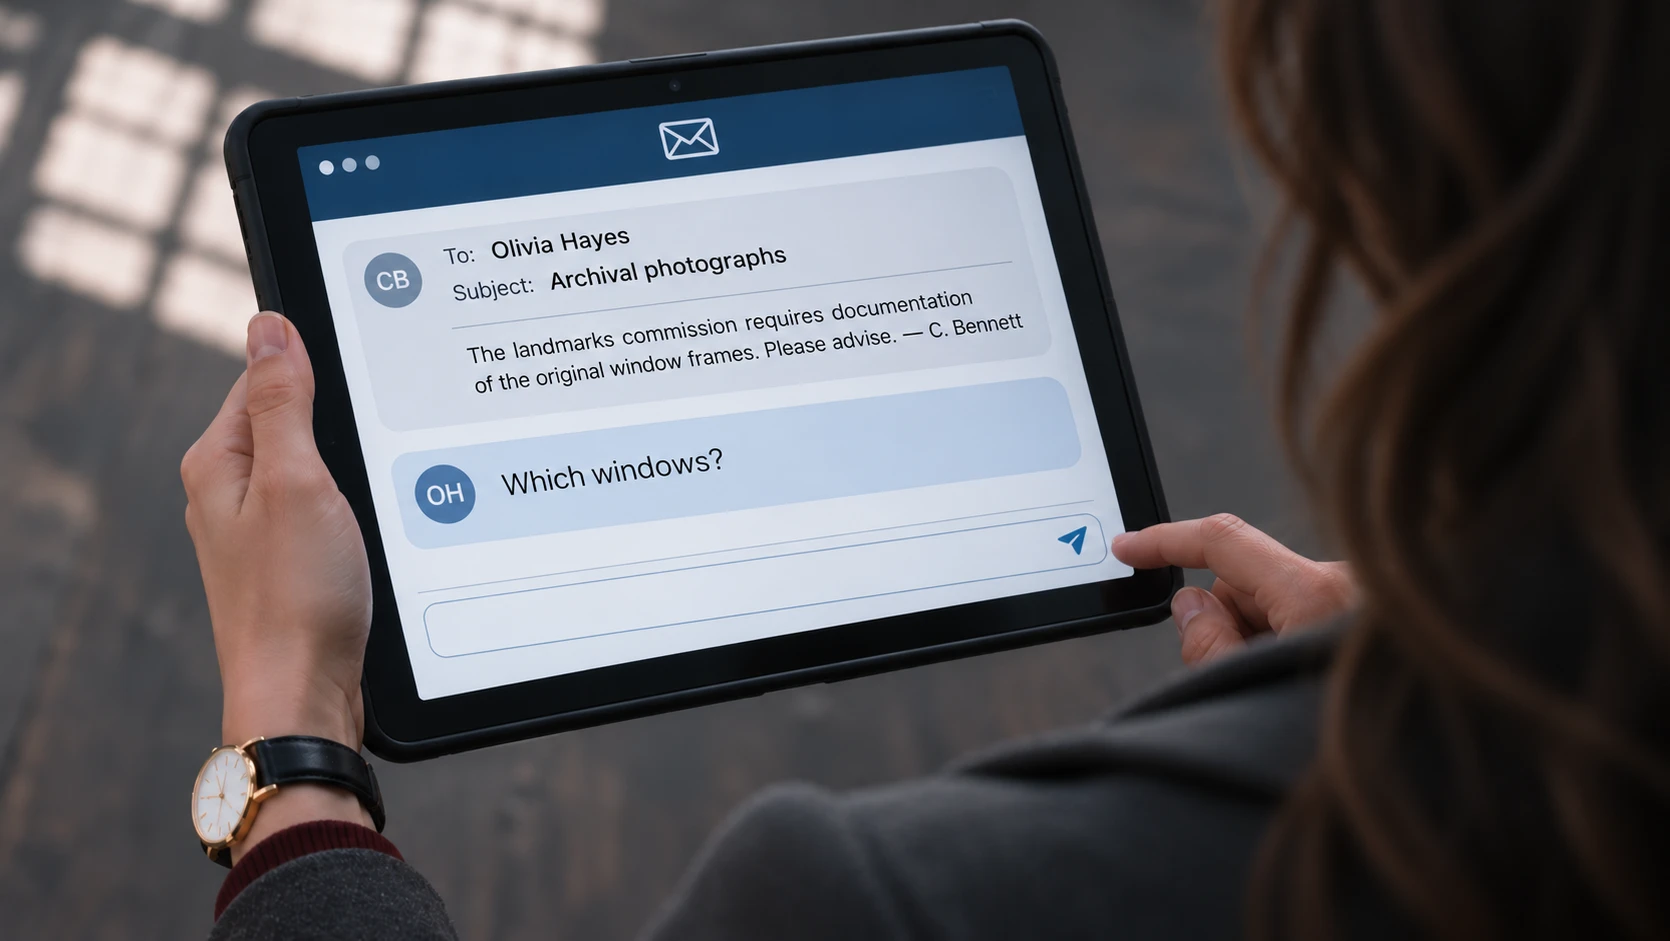 CB
To: Olivia Hayes
Subject: Archival photographs
The landmarks commission requires documentation
of the original window frames. Please advise. — C. Bennett
OH
Which windows?